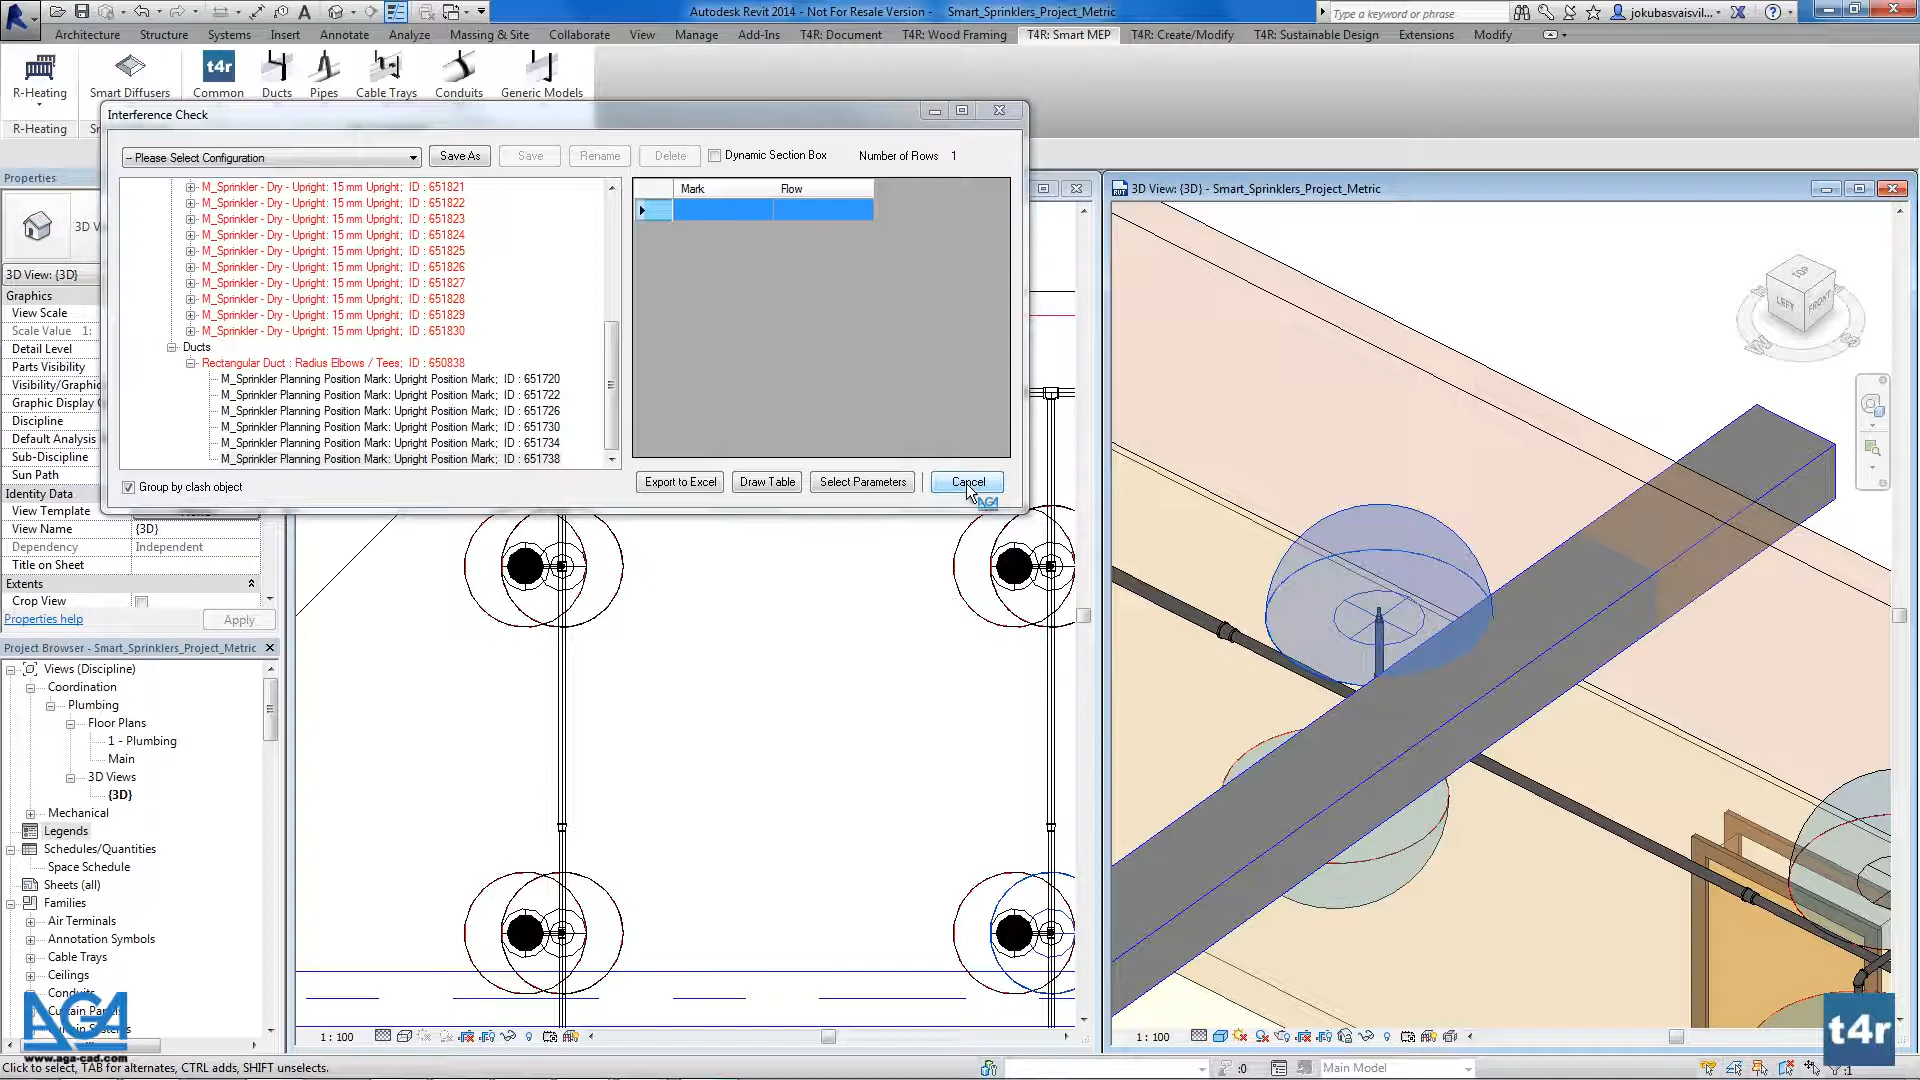 Autodesk Revit 2014 - Not For Resale Version - Smart_Sprinklers_Project_Metric
Type a keyword or phrase
jokubasvaisvil...
Architecture Structure Systems Insert Annotate Analyze Massing & Site Collaborate View Manage Add-Ins T4R: Document T4R: Wood Framing T4R: Smart MEP T4R: Create/Modify T4R: Sustainable Design Extensions Modify
t4r
R-Heating Smart Diffusers Common Ducts Pipes Cable Trays Conduits Generic Models
R-Heating
Interference Check
-- Please Select Configuration
Save As
Save
Rename
Delete
Dynamic Section Box
Number of Rows 1
M_Sprinkler - Dry - Upright: 15 mm Upright; ID : 651821
M_Sprinkler - Dry - Upright: 15 mm Upright; ID : 651822
M_Sprinkler - Dry - Upright: 15 mm Upright; ID : 651823
M_Sprinkler - Dry - Upright: 15 mm Upright; ID : 651824
M_Sprinkler - Dry - Upright: 15 mm Upright; ID : 651825
M_Sprinkler - Dry - Upright: 15 mm Upright; ID : 651826
M_Sprinkler - Dry - Upright: 15 mm Upright; ID : 651827
M_Sprinkler - Dry - Upright: 15 mm Upright; ID : 651828
M_Sprinkler - Dry - Upright: 15 mm Upright; ID : 651829
M_Sprinkler - Dry - Upright: 15 mm Upright; ID : 651830
Ducts
Rectangular Duct : Radius Elbows / Tees; ID : 650838
M_Sprinkler Planning Position Mark: Upright Position Mark; ID : 651720
M_Sprinkler Planning Position Mark: Upright Position Mark; ID : 651722
M_Sprinkler Planning Position Mark: Upright Position Mark; ID : 651726
M_Sprinkler Planning Position Mark: Upright Position Mark; ID : 651730
M_Sprinkler Planning Position Mark: Upright Position Mark; ID : 651734
M_Sprinkler Planning Position Mark: Upright Position Mark; ID : 651738
Mark Flow
Group by clash object
Export to Excel
Draw Table
Select Parameters
Cancel
AGA
Properties
3D V
3D View: {3D}
Graphics
View Scale
Scale Value 1:
Detail Level
Parts Visibility
Visibility/Graphic
Graphic Display
Discipline
Default Analysis
Sub-Discipline
Sun Path
Identity Data
View Template
View Name {3D}
Dependency Independent
Title on Sheet
Extents
Crop View
Properties help
Apply
Project Browser - Smart_Sprinklers_Project_Metric
Views (Discipline)
Coordination
Plumbing
Floor Plans
1 - Plumbing
Main
3D Views
{3D}
Mechanical
Legends
Schedules/Quantities
Space Schedule
Sheets (all)
Families
Air Terminals
Annotation Symbols
Cable Trays
Ceilings
Conduits
AGA
www.aga-cad.com
3D View: {3D} - Smart_Sprinklers_Project_Metric
TOP
LEFT
FRONT
W
S
1 : 100
1 : 100
t4r
Click to select, TAB for alternates, CTRL adds, SHIFT unselects.
:0
Main Model
:1